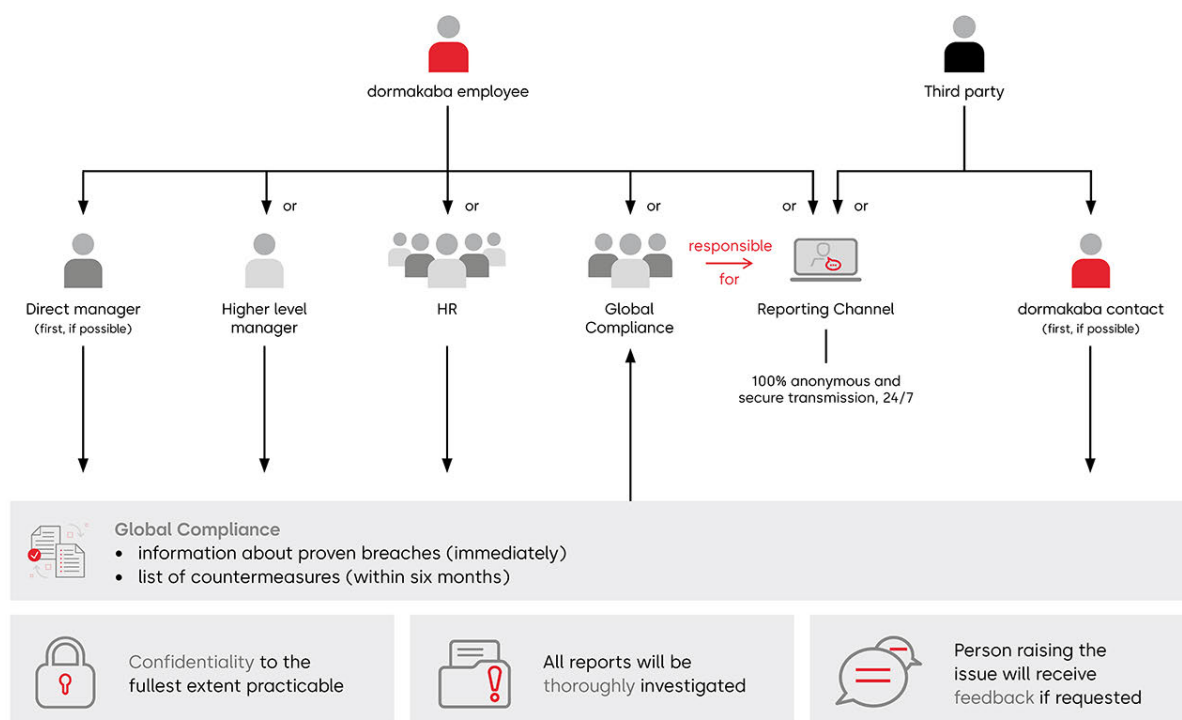 dormakaba employee
Third party
or
or
or
or
or
responsible
for
Direct manager
(first, if possible)
Higher level
manager
HR
Global
Compliance
Reporting Channel
dormakaba contact
(first, if possible)
100% anonymous and
secure transmission, 24/7
Global Compliance
• information about proven breaches (immediately)
• list of countermeasures (within six months)
Confidentiality to the
fullest extent practicable
All reports will be
thoroughly investigated
Person raising the
issue will receive
feedback if requested